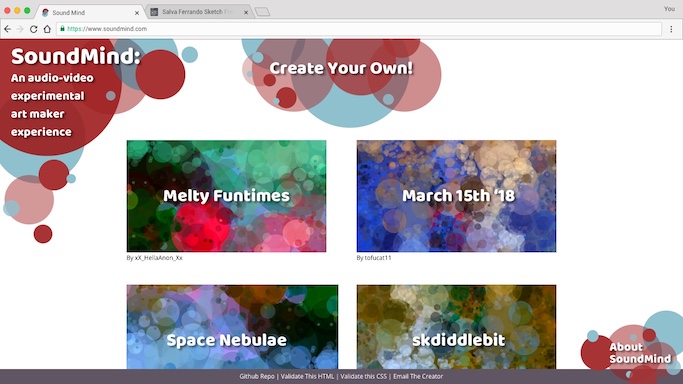 Sound Mind
Salva Ferrando Sketch
You
https://www.soundmind.com
SoundMind:
An audio-video
experimental
art maker
experience
Create Your Own!
Melty Funtimes
March 15th '18
By xX_HellaAnon_Xx
By tofucat11
Space Nebulae
skdiddlebit
About
SoundMind
Github Repo | Validate This HTML | Validate this CSS | Email The Creator